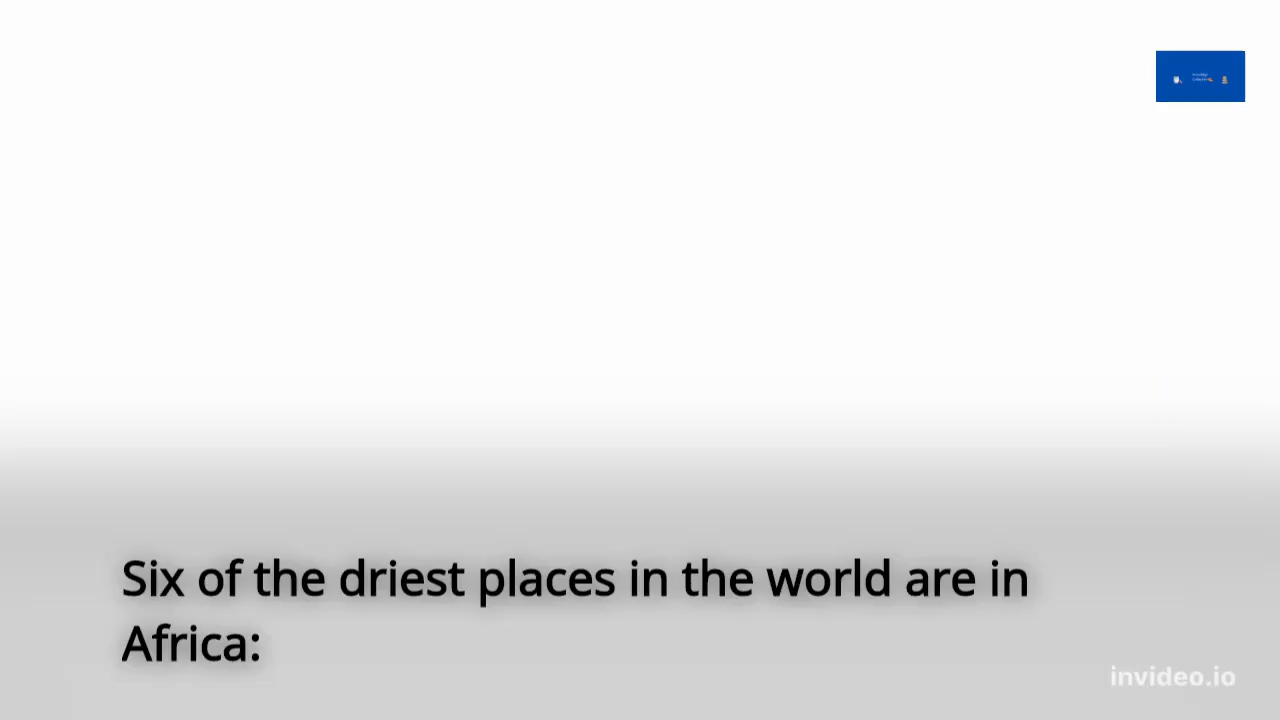 Six of the driest places in the world are in
Africa:
invideo.io